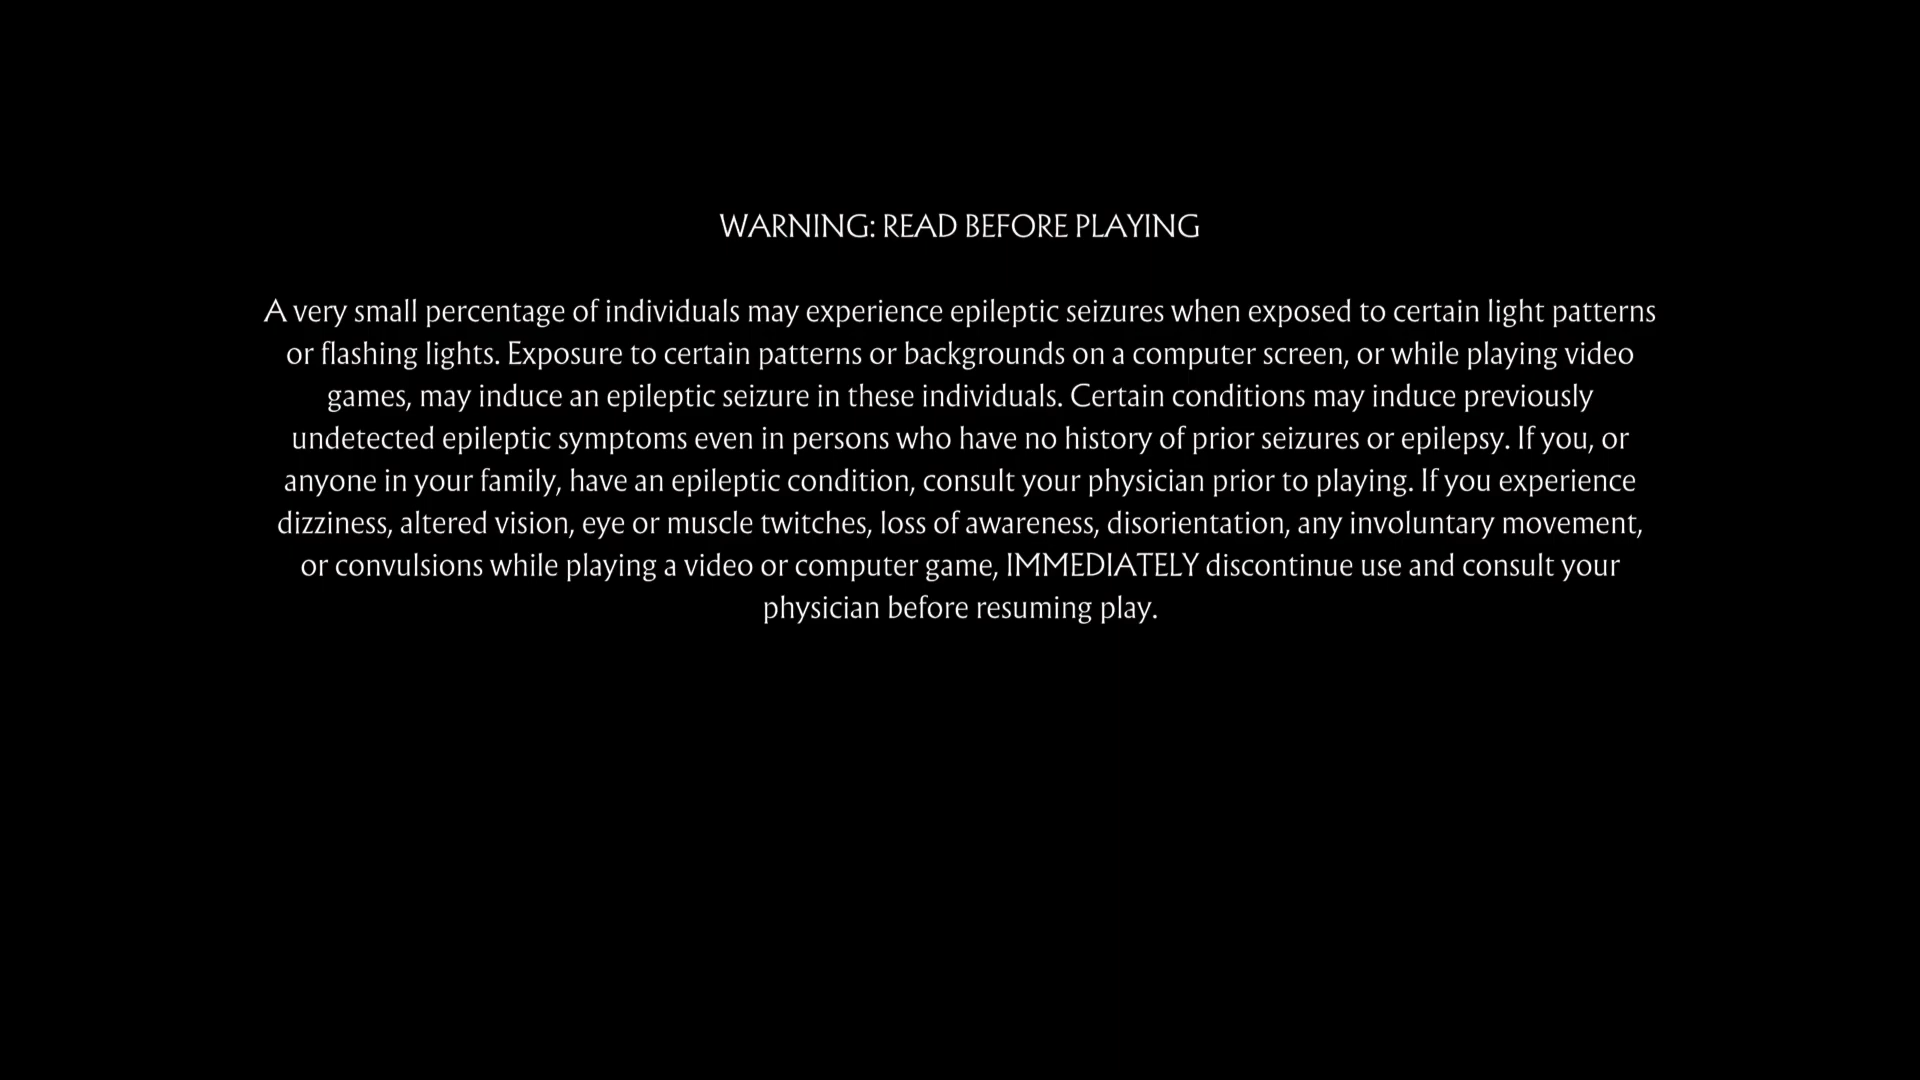 WARNING: READ BEFORE PLAYING
A very small percentage of individuals may experience epileptic seizures when exposed to certain light patterns
or flashing lights. Exposure to certain patterns or backgrounds on a computer screen, or while playing video
games, may induce an epileptic seizure in these individuals. Certain conditions may induce previously
undetected epileptic symptoms even in persons who have no history of prior seizures or epilepsy. If you, or
anyone in your family, have an epileptic condition, consult your physician prior to playing. If you experience
dizziness, altered vision, eye or muscle twitches, loss of awareness, disorientation, any involuntary movement,
or convulsions while playing a video or computer game, IMMEDIATELY discontinue use and consult your
physician before resuming play.